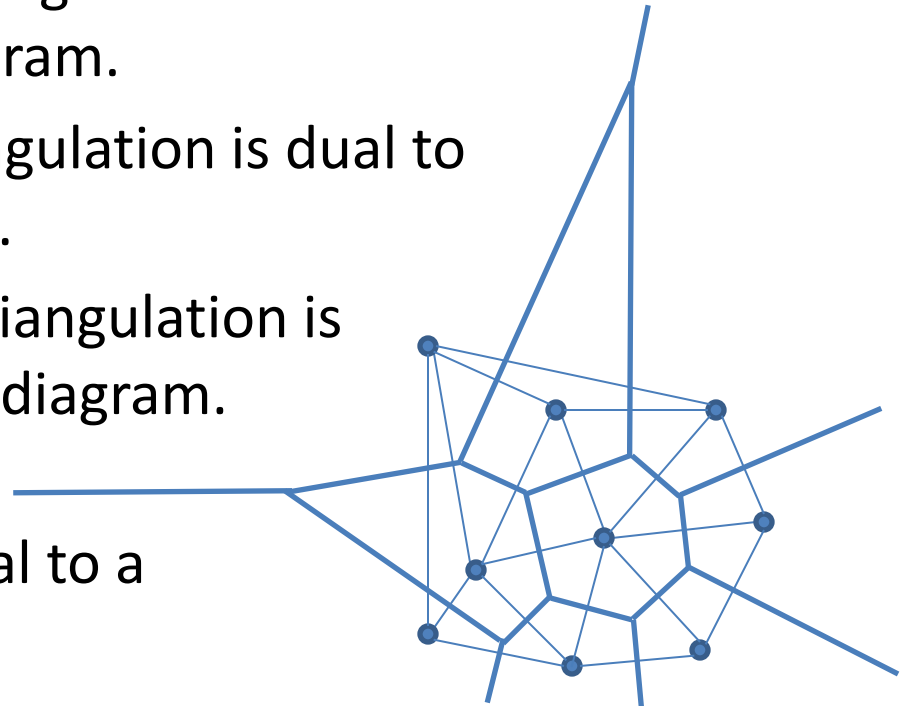 ram.
gulation is dual to
.
iangulation is
diagram.
al to a